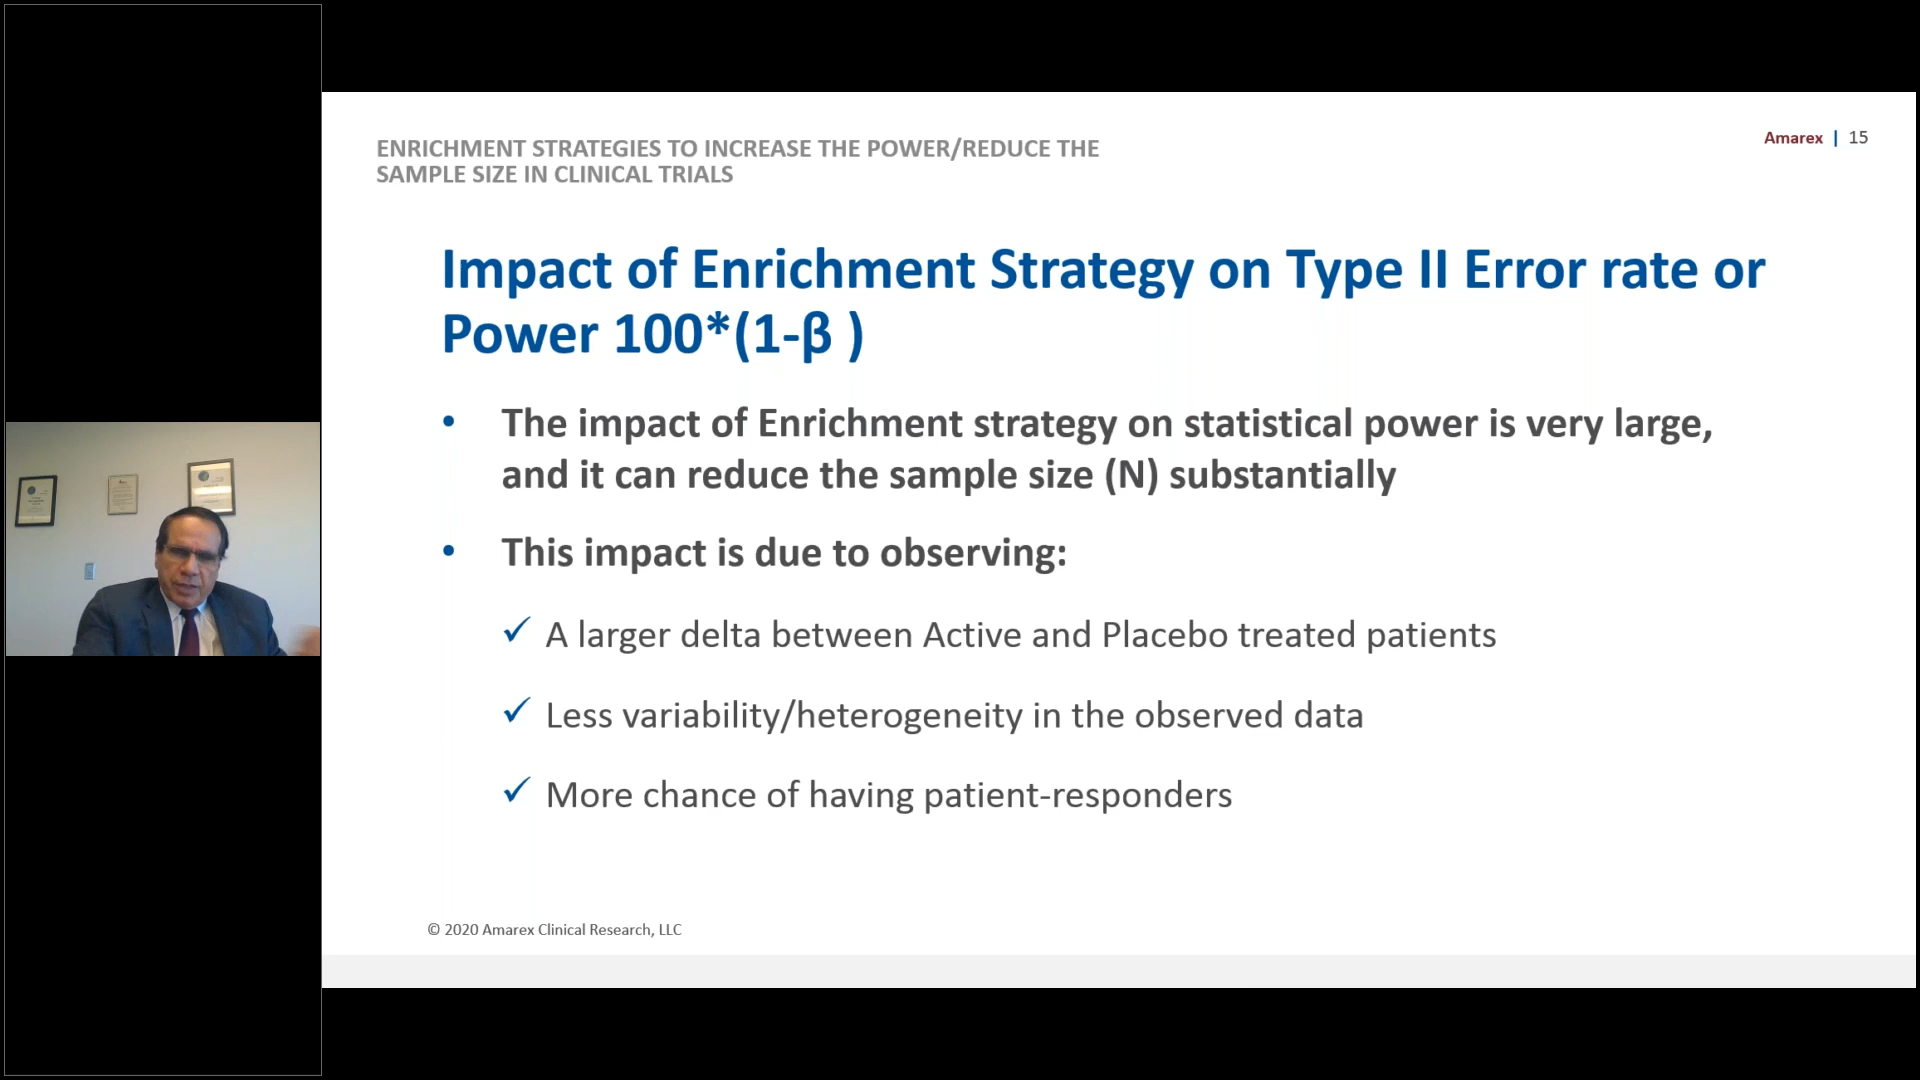 ENRICHMENT STRATEGIES TO INCREASE THE POWER/REDUCE THE
SAMPLE SIZE IN CLINICAL TRIALS
Amarex | 15
Impact of Enrichment Strategy on Type II Error rate or
Power 100*(1-β )
• The impact of Enrichment strategy on statistical power is very large,
and it can reduce the sample size (N) substantially
• This impact is due to observing:
✓ A larger delta between Active and Placebo treated patients
✓ Less variability/heterogeneity in the observed data
✓ More chance of having patient-responders
© 2020 Amarex Clinical Research, LLC